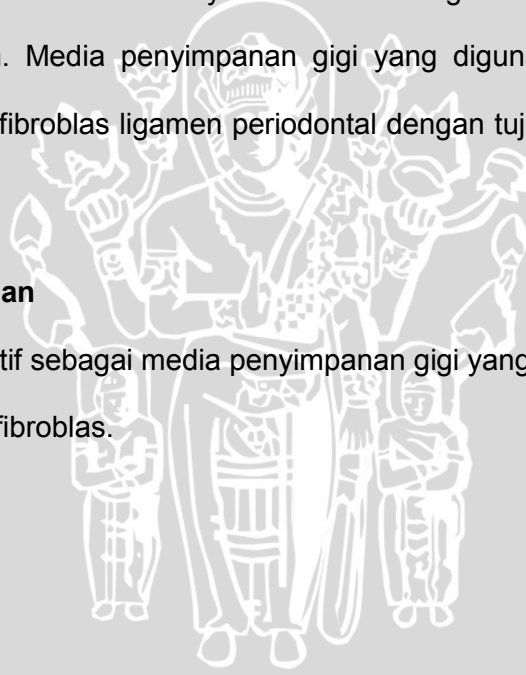 . Media penyimpanan gigi yang digun
fibroblas ligamen periodontal dengan tuj
an
tif sebagai media penyimpanan gigi yang
fibroblas.